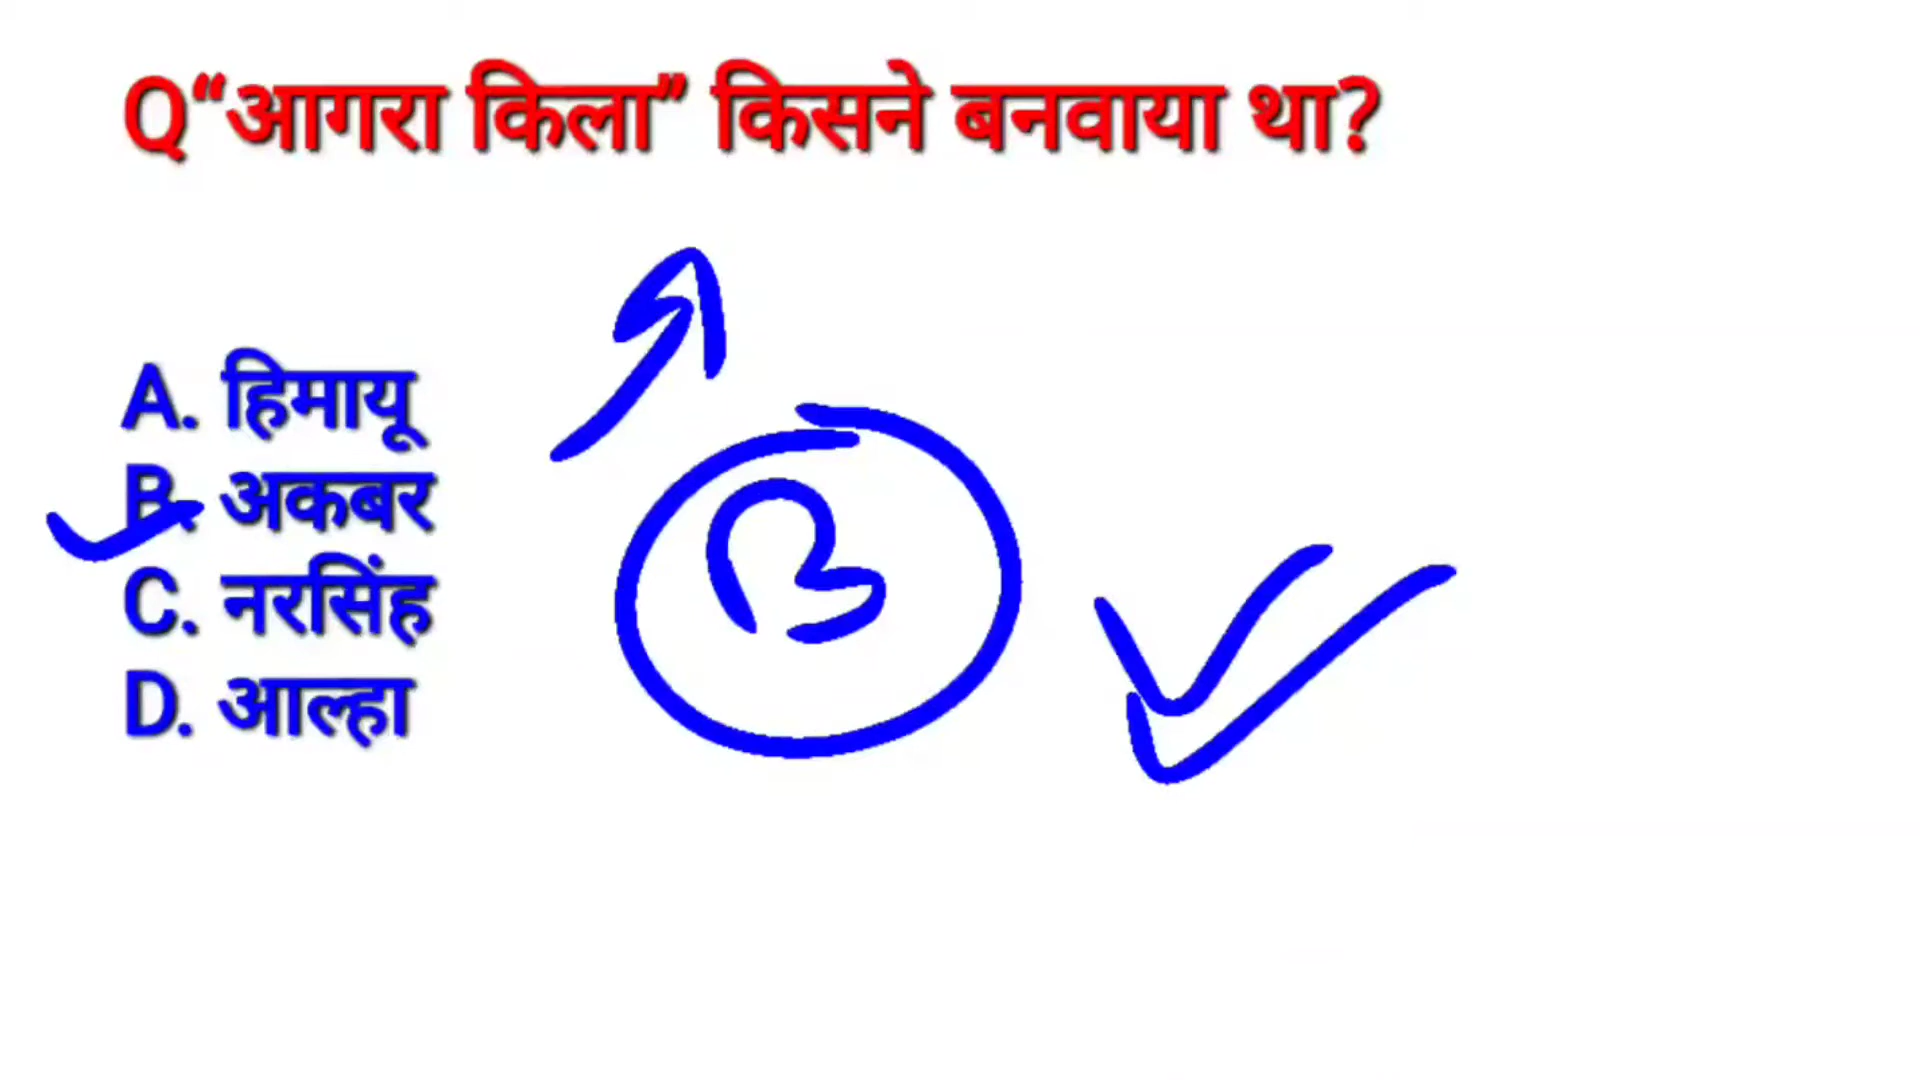 Q“आगरा किला” किसने बनवाया था?
A. हिमायू
B. अकबर
C. नरसिंह
D. आल्हा
B